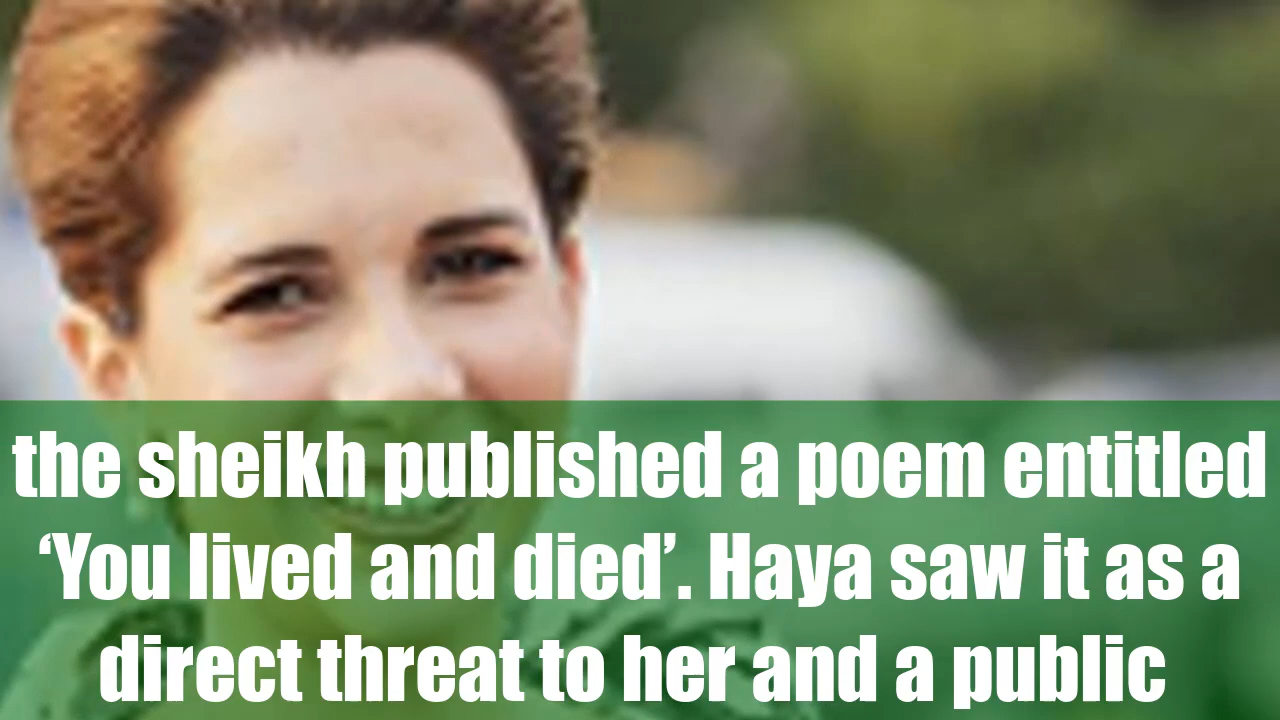 the sheikh published a poem entitled
‘You lived and died’. Haya saw it as a
direct threat to her and a public